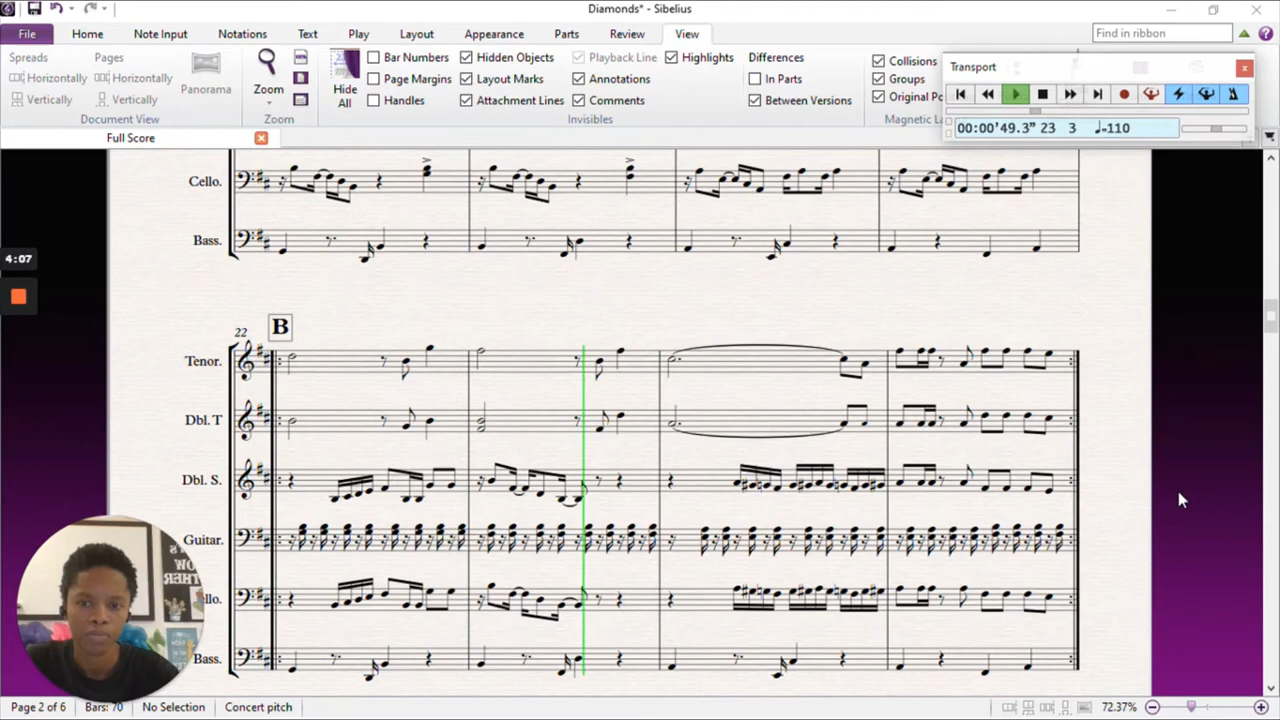 Diamonds* - Sibelius
File Home Note Input Notations Text Play Layout Appearance Parts Review View Find in ribbon
Spreads Pages Bar Numbers Hidden Objects Playback Line Highlights Differences Collisions
Horizontally Horizontally Panorama Zoom Hide All Page Margins Layout Marks Annotations In Parts Groups
Vertically Vertically Handles Attachment Lines Comments Between Versions Original Po
Document View Zoom Invisibles Magnetic La
Transport
00:00'49.3" 23 3 ♩=110
Full Score
Cello.
Bass.
4:07
22 B
Tenor.
Dbl. T
Dbl. S.
Guitar.
llo.
Bass.
Page 2 of 6 Bars: 70 No Selection Concert pitch 72.37%